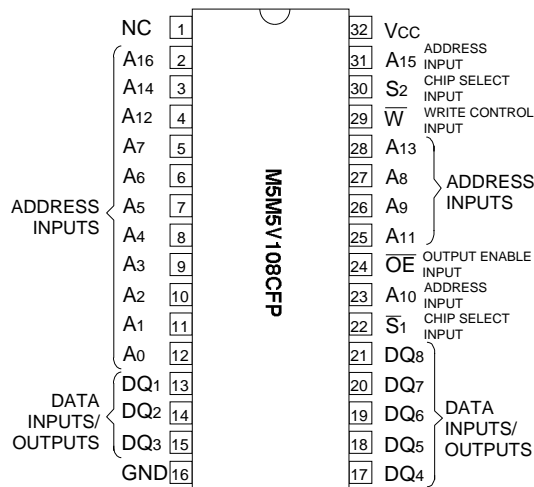 NC 1
A16 2
A14 3
A12 4
A7 5
A6 6
A5 7
A4 8
A3 9
A2 10
A1 11
A0 12
DQ1 13
DQ2 14
DQ3 15
GND 16
ADDRESS
INPUTS
DATA
INPUTS/
OUTPUTS
M5M5V108CFP
32 VCC
31 A15 ADDRESS
INPUT
30 S2 CHIP SELECT
INPUT
29 W̅ WRITE CONTROL
INPUT
28 A13
27 A8
26 A9
25 A11
ADDRESS
INPUTS
24 O̅E̅ OUTPUT ENABLE
INPUT
23 A10 ADDRESS
INPUT
22 S̅1 CHIP SELECT
INPUT
21 DQ8
20 DQ7
19 DQ6
18 DQ5
17 DQ4
DATA
INPUTS/
OUTPUTS